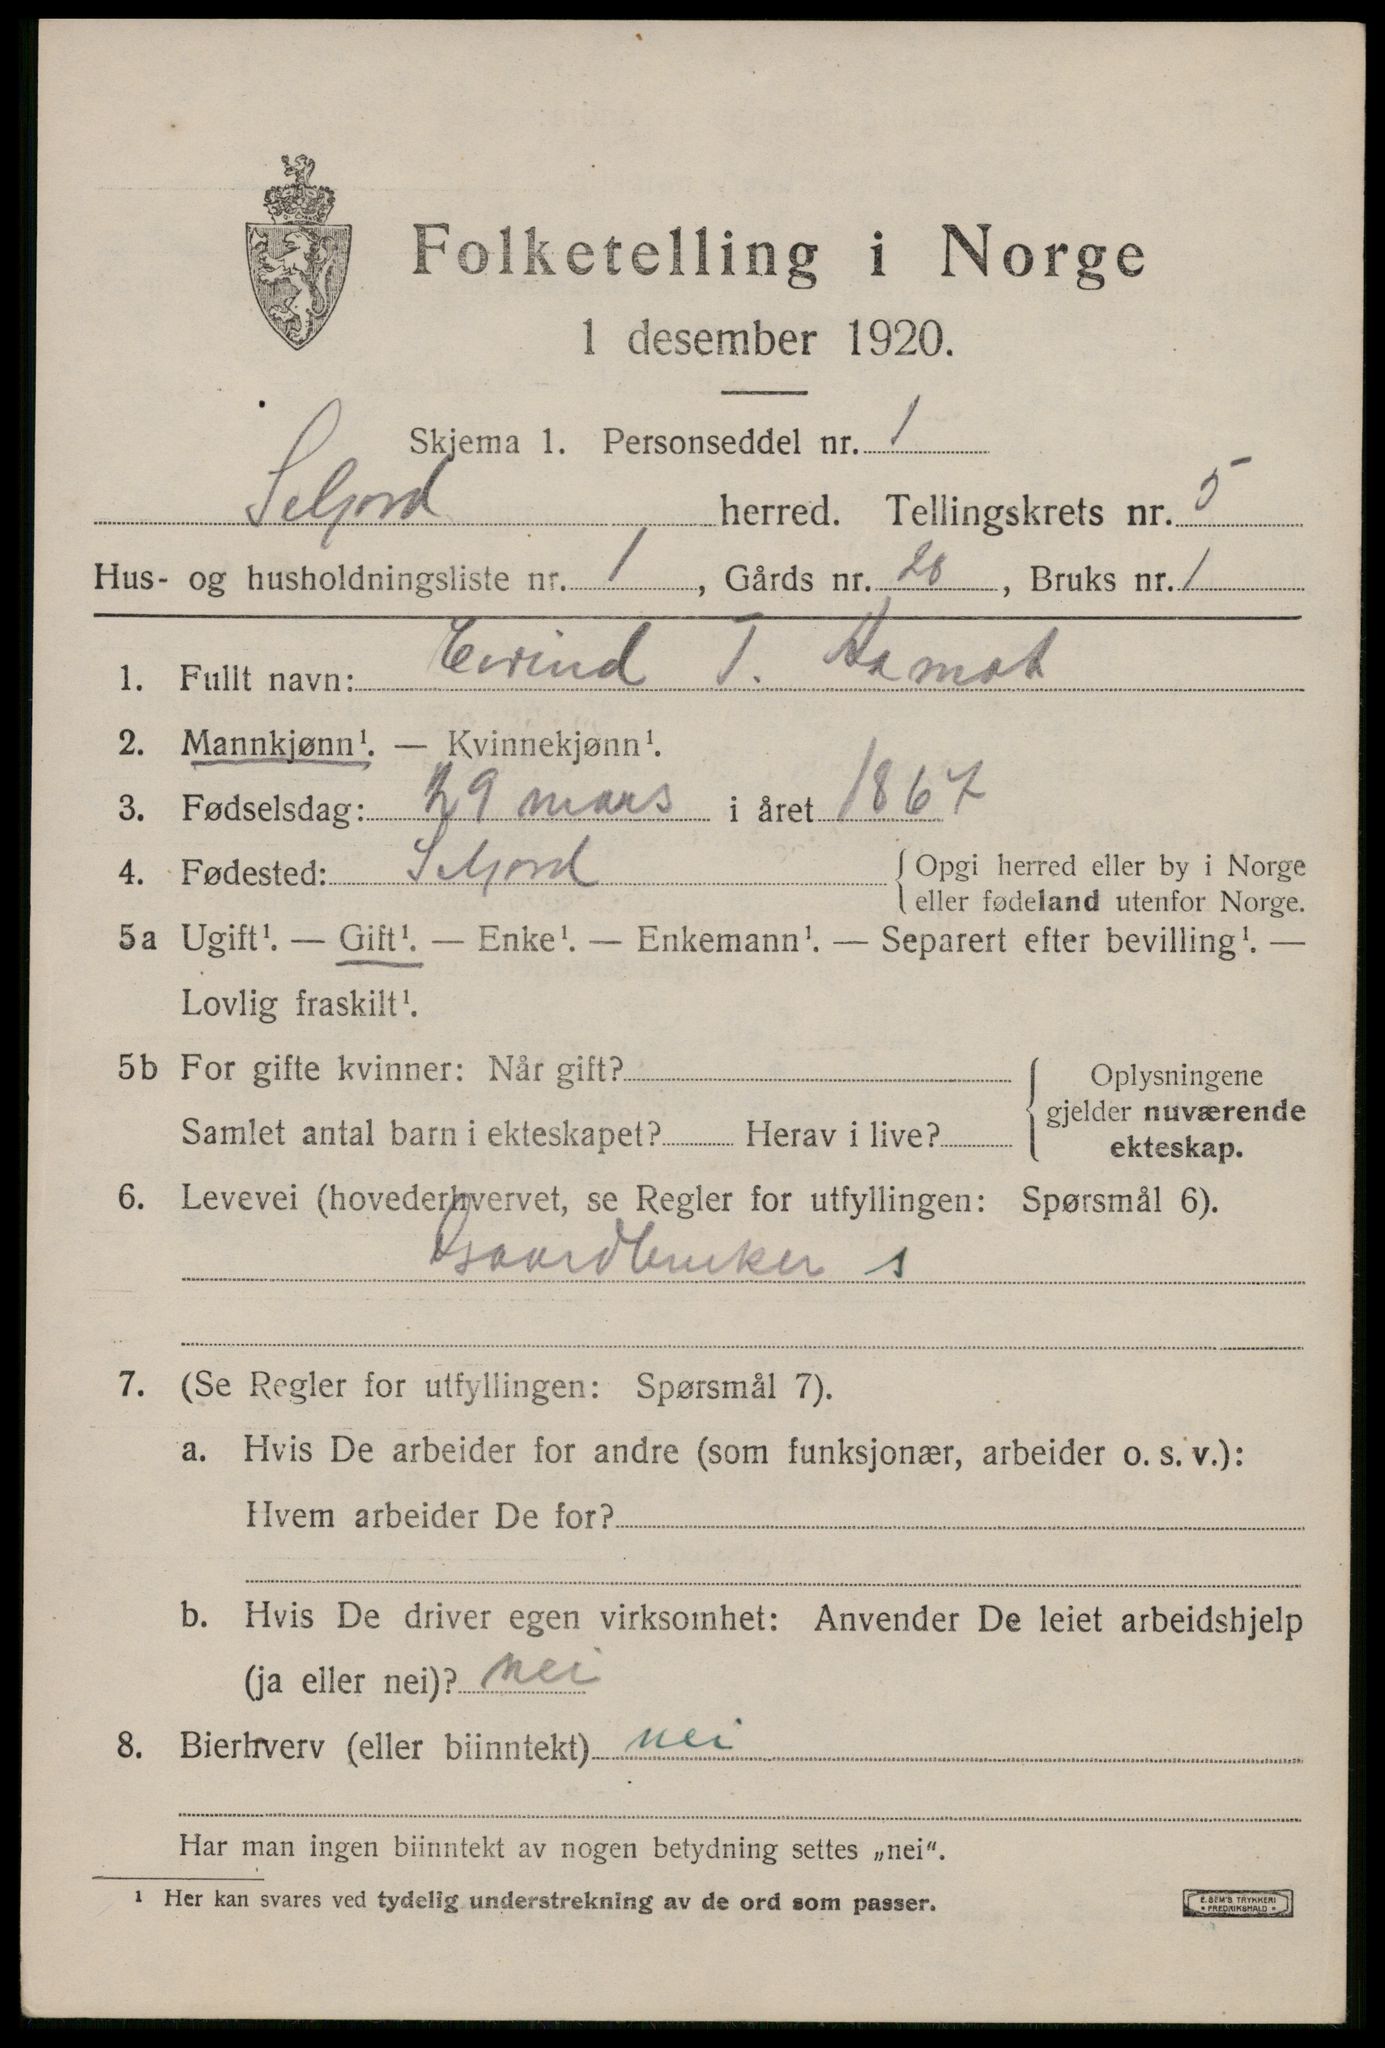 Folketelling i Norge
1 desember 1920.
Skjema 1. Personseddel nr. 1
Seljord herred. Tellingskrets nr. 5
Hus- og husholdningsliste nr. 1, Gårds nr. 28, Bruks nr. 1
1. Fullt navn: Eivind T. Aamot
2. Mannkjønn¹. — Kvinnekjønn¹.
3. Fødselsdag: 29 mars i året 1867
4. Fødested: Seljord { Opgi herred eller by i Norge
eller fødeland utenfor Norge.
5a Ugift¹. — Gift¹. — Enke¹. — Enkemann¹. — Separert efter bevilling¹. —
Lovlig fraskilt¹.
5b For gifte kvinner: Når gift?
Samlet antal barn i ekteskapet? Herav i live?
Oplysningene
gjelder nuværende
ekteskap.
6. Levevei (hovederhvervet, se Regler for utfyllingen: Spørsmål 6).
Gaardbruker s
7. (Se Regler for utfyllingen: Spørsmål 7).
a. Hvis De arbeider for andre (som funksjonær, arbeider o. s. v.):
Hvem arbeider De for?
b. Hvis De driver egen virksomhet: Anvender De leiet arbeidshjelp
(ja eller nei)? nei
8. Bierhverv (eller biinntekt) nei
Har man ingen biinntekt av nogen betydning settes „nei“.
¹ Her kan svares ved tydelig understrekning av de ord som passer.
E. SEM'S TRYKKERI
• FREDRIKSHALD •